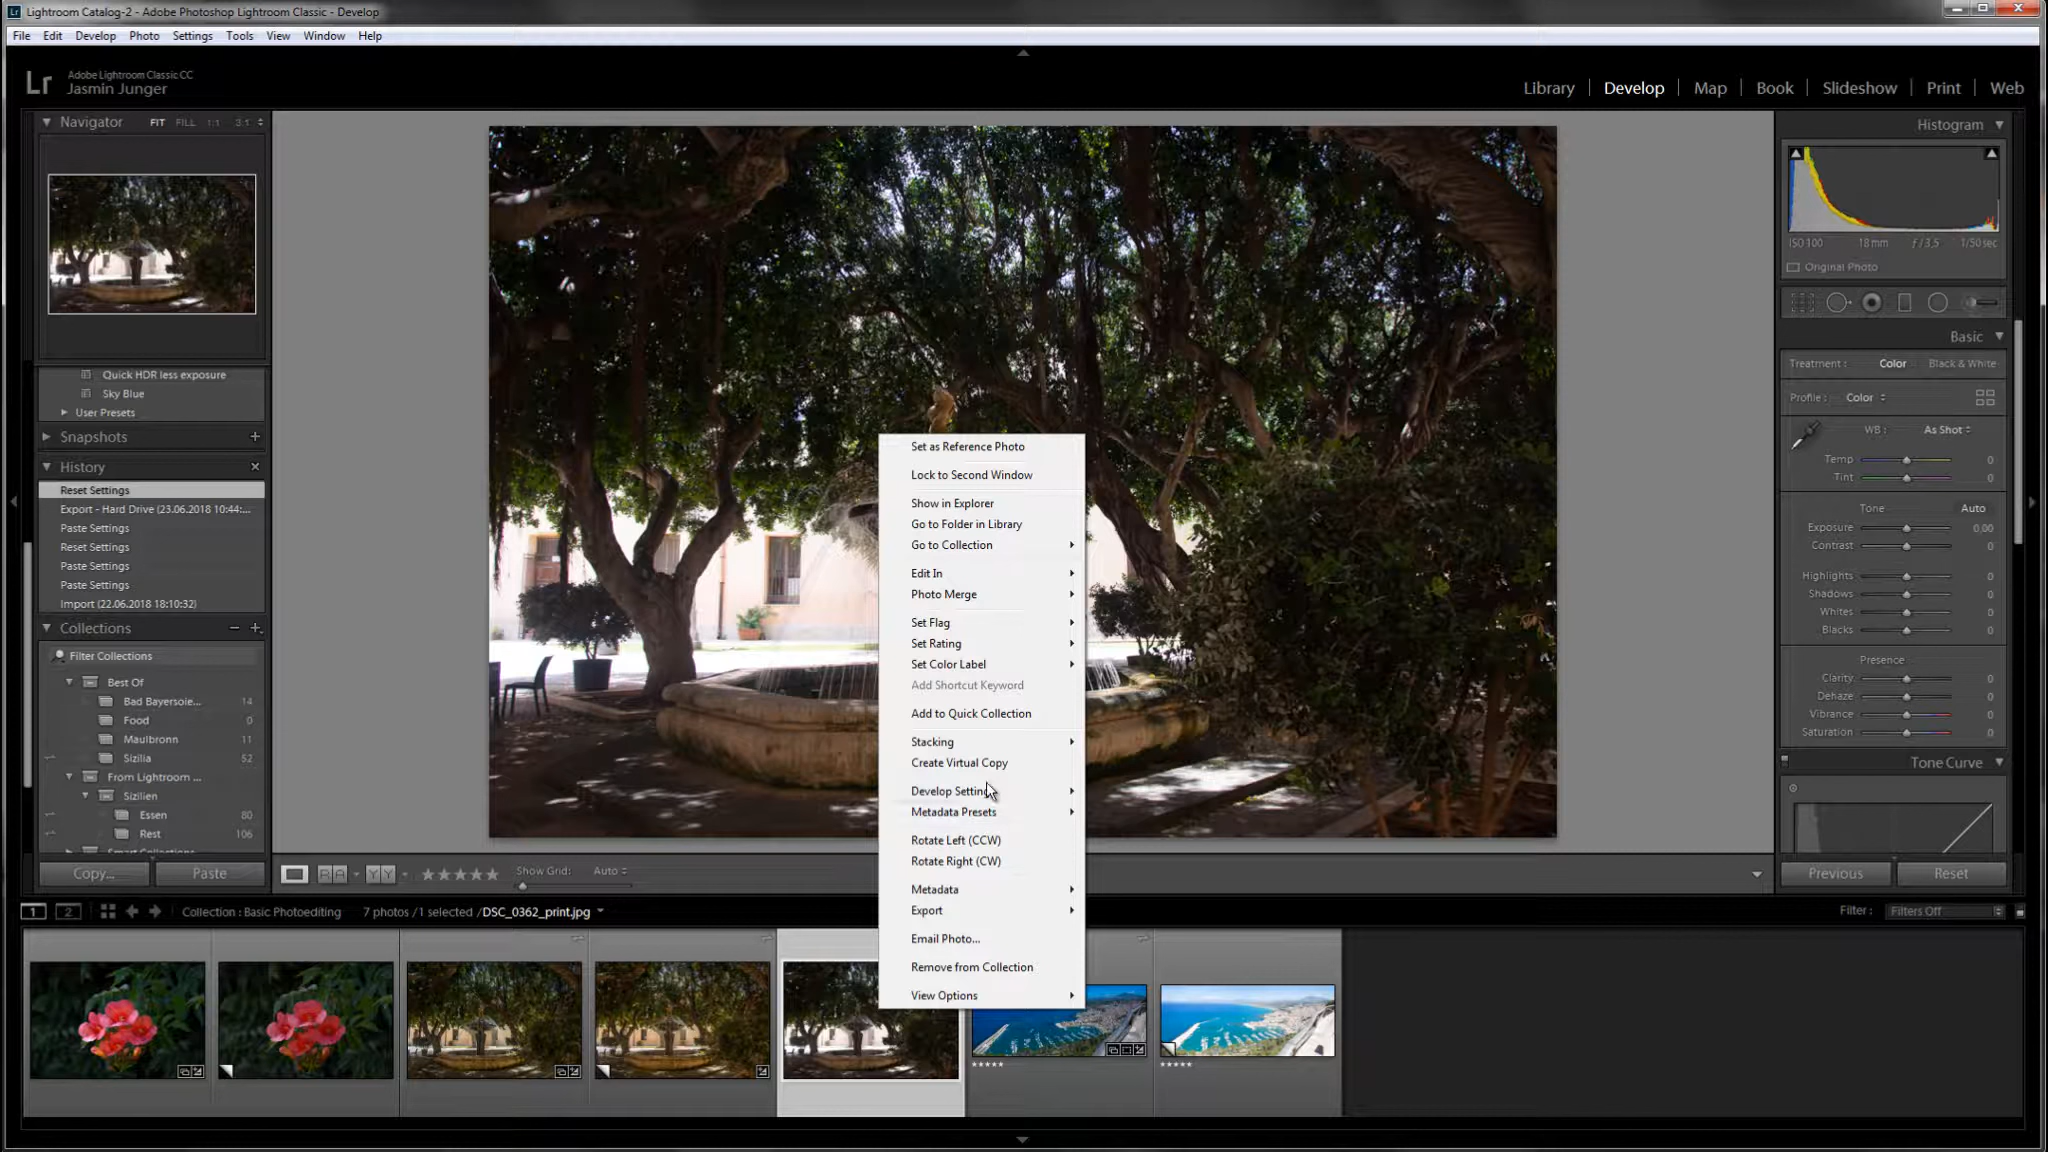 Lightroom Catalog-2 - Adobe Photoshop Lightroom Classic - Develop
File Edit Develop Photo Settings Tools View Window Help
Lr
Adobe Lightroom Classic CC
Jasmin Junger
Library Develop Map Book Slideshow Print Web
Navigator FIT FILL 1:1 3:1
Quick HDR less exposure
Sky Blue
User Presets
Snapshots
History
Reset Settings
Export - Hard Drive (23.06.2018 10:44:...
Paste Settings
Reset Settings
Paste Settings
Paste Settings
Import (22.06.2018 18:10:32)
Collections
Filter Collections
Best Of
Bad Bayersoie... 14
Food 0
Maulbronn 11
Sizilia 52
From Lightroom ...
Sizilien
Essen 80
Rest 106
Copy... Paste
Set as Reference Photo
Lock to Second Window
Show in Explorer
Go to Folder in Library
Go to Collection
Edit In
Photo Merge
Set Flag
Set Rating
Set Color Label
Add Shortcut Keyword
Add to Quick Collection
Stacking
Create Virtual Copy
Develop Settings
Metadata Presets
Rotate Left (CCW)
Rotate Right (CW)
Metadata
Export
Email Photo...
Remove from Collection
View Options
Histogram
ISO 100 18 mm ƒ / 3,5 1/50 sec
Original Photo
Basic
Treatment : Color Black & White
Profile : Color
WB : As Shot
Temp 0
Tint 0
Tone Auto
Exposure 0,00
Contrast 0
Highlights 0
Shadows 0
Whites 0
Blacks 0
Presence
Clarity 0
Dehaze 0
Vibrance 0
Saturation 0
Tone Curve
Previous Reset
RA YY Show Grid: Auto
1 2 Collection : Basic Photoediting 7 photos / 1 selected / DSC_0362_print.jpg
Filter : Filters Off